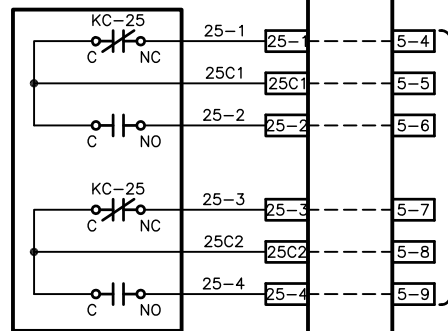 KC-25
C NC 25-1 25-1 5-4
25C1 25C1 5-5
C NO 25-2 25-2 5-6
KC-25
C NC 25-3 25-3 5-7
25C2 25C2 5-8
C NO 25-4 25-4 5-9